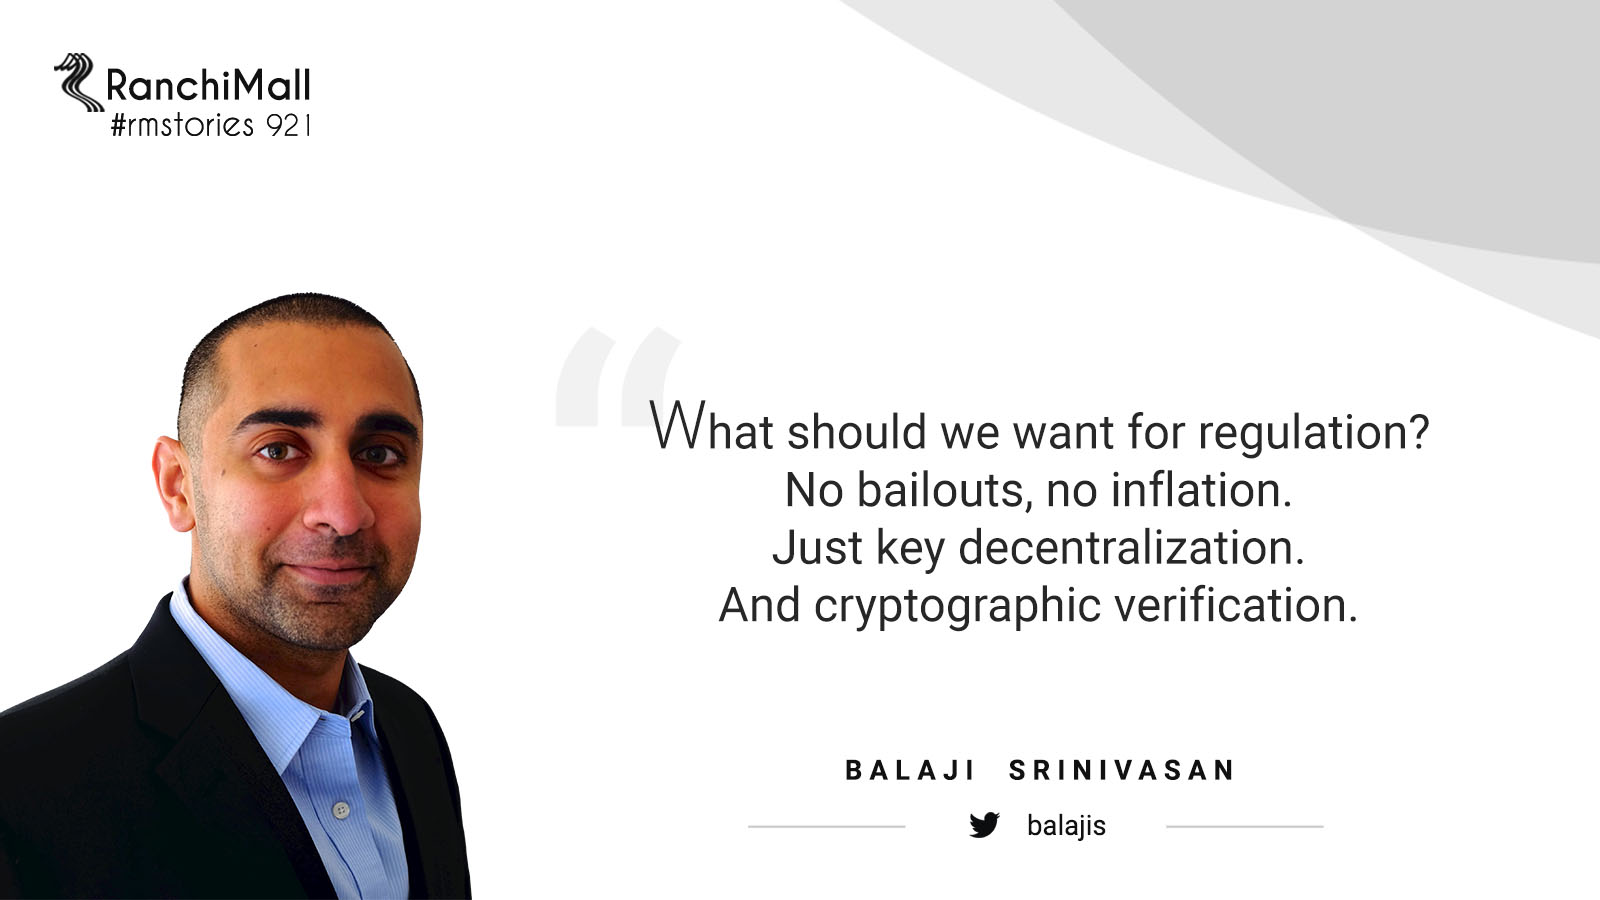 RanchiMall
#rmstories 921
What should we want for regulation?
No bailouts, no inflation.
Just key decentralization.
And cryptographic verification.
BALAJI SRINIVASAN
balajis